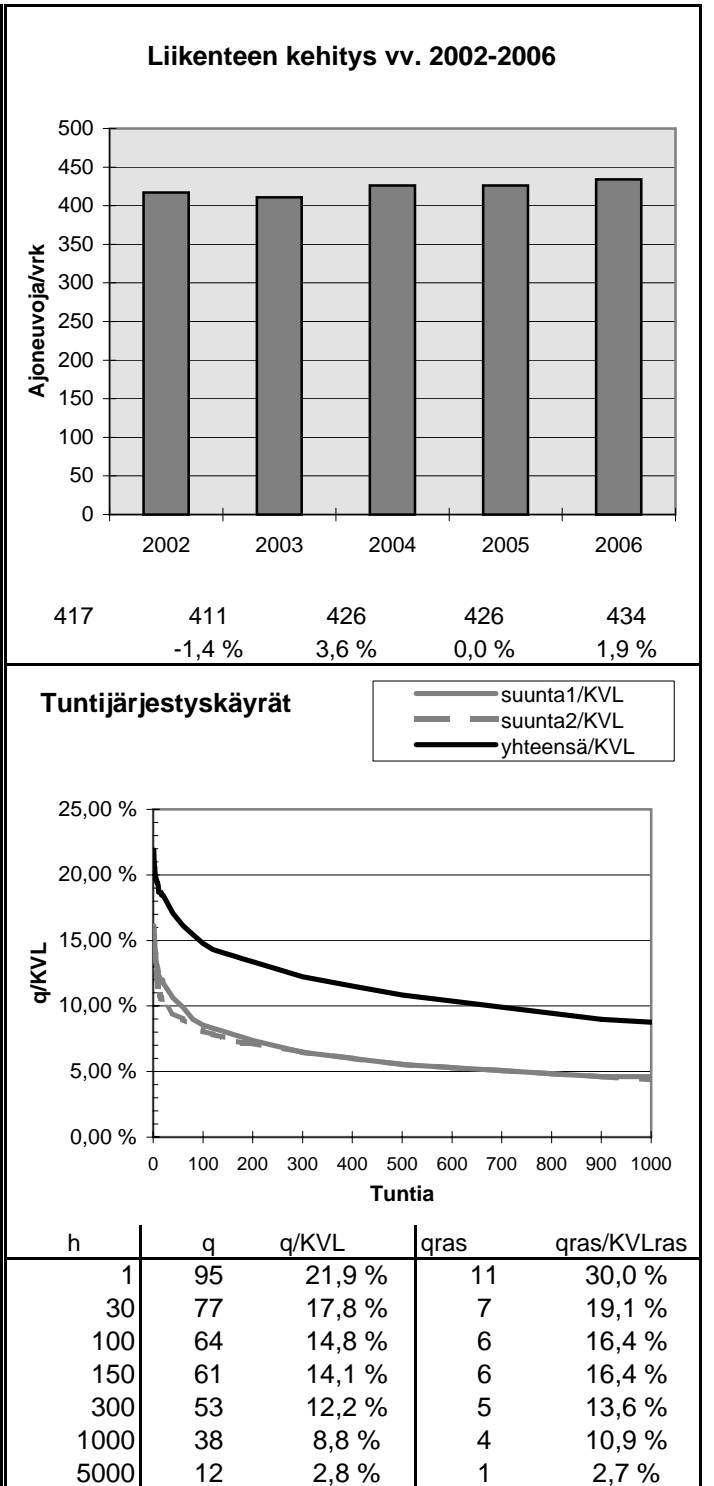 Liikenteen kehitys vv. 2002-2006
500
450
400
350
300
250
200
150
100
50
0
Ajoneuvoja/vrk
2002 2003 2004 2005 2006
417 411 426 426 434
-1,4 % 3,6 % 0,0 % 1,9 %
Tuntijärjestyskäyrät
suunta1/KVL
suunta2/KVL
yhteensä/KVL
25,00 %
20,00 %
15,00 %
10,00 %
5,00 %
0,00 %
q/KVL
0 100 200 300 400 500 600 700 800 900 1000
Tuntia
h q q/KVL qras qras/KVLras
1 95 21,9 % 11 30,0 %
30 77 17,8 % 7 19,1 %
100 64 14,8 % 6 16,4 %
150 61 14,1 % 6 16,4 %
300 53 12,2 % 5 13,6 %
1000 38 8,8 % 4 10,9 %
5000 12 2,8 % 1 2,7 %